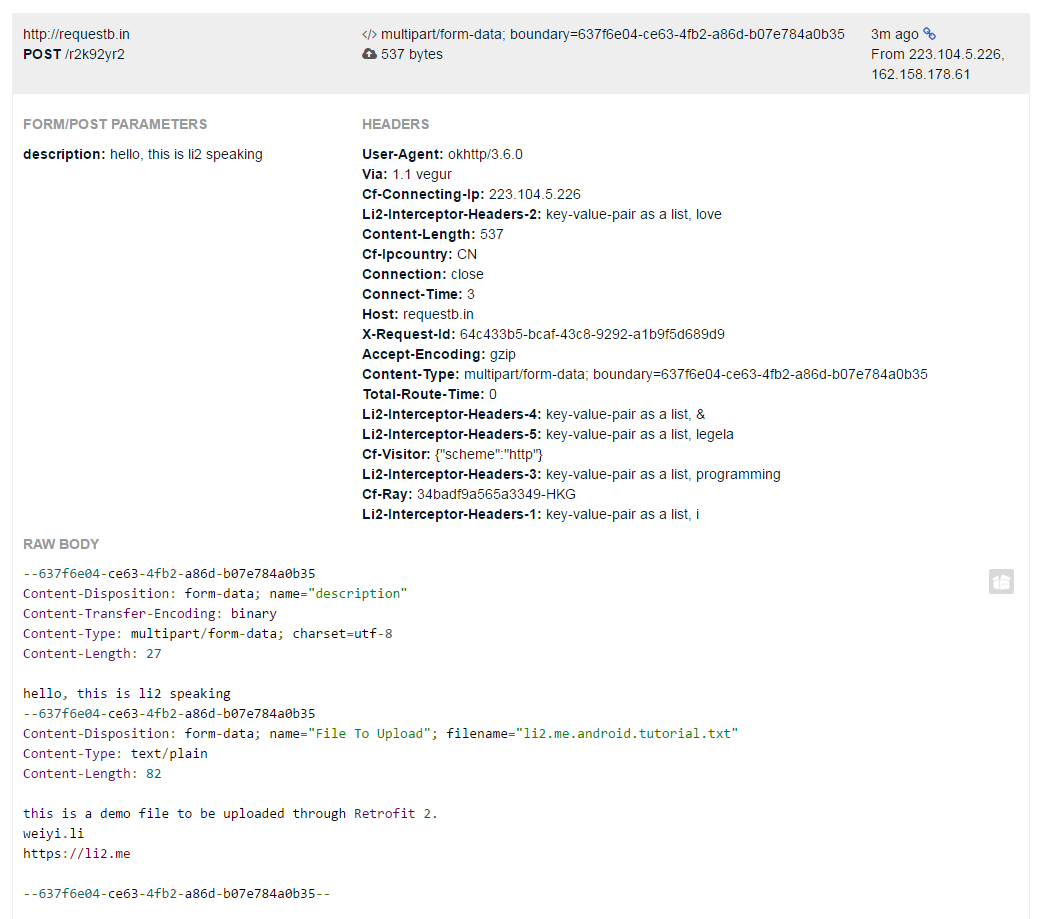 http://requestb.in
POST /r2k92yr2
</> multipart/form-data; boundary=637f6e04-ce63-4fb2-a86d-b07e784a0b35
537 bytes
3m ago
From 223.104.5.226,
162.158.178.61
FORM/POST PARAMETERS
description: hello, this is li2 speaking
HEADERS
User-Agent: okhttp/3.6.0
Via: 1.1 vegur
Cf-Connecting-Ip: 223.104.5.226
Li2-Interceptor-Headers-2: key-value-pair as a list, love
Content-Length: 537
Cf-Ipcountry: CN
Connection: close
Connect-Time: 3
Host: requestb.in
X-Request-Id: 64c433b5-bcaf-43c8-9292-a1b9f5d689d9
Accept-Encoding: gzip
Content-Type: multipart/form-data; boundary=637f6e04-ce63-4fb2-a86d-b07e784a0b35
Total-Route-Time: 0
Li2-Interceptor-Headers-4: key-value-pair as a list, &
Li2-Interceptor-Headers-5: key-value-pair as a list, legela
Cf-Visitor: {"scheme":"http"}
Li2-Interceptor-Headers-3: key-value-pair as a list, programming
Cf-Ray: 34badf9a565a3349-HKG
Li2-Interceptor-Headers-1: key-value-pair as a list, i
RAW BODY
--637f6e04-ce63-4fb2-a86d-b07e784a0b35
Content-Disposition: form-data; name="description"
Content-Transfer-Encoding: binary
Content-Type: multipart/form-data; charset=utf-8
Content-Length: 27
hello, this is li2 speaking
--637f6e04-ce63-4fb2-a86d-b07e784a0b35
Content-Disposition: form-data; name="File To Upload"; filename="li2.me.android.tutorial.txt"
Content-Type: text/plain
Content-Length: 82
this is a demo file to be uploaded through Retrofit 2.
weiyi.li
https://li2.me
--637f6e04-ce63-4fb2-a86d-b07e784a0b35--